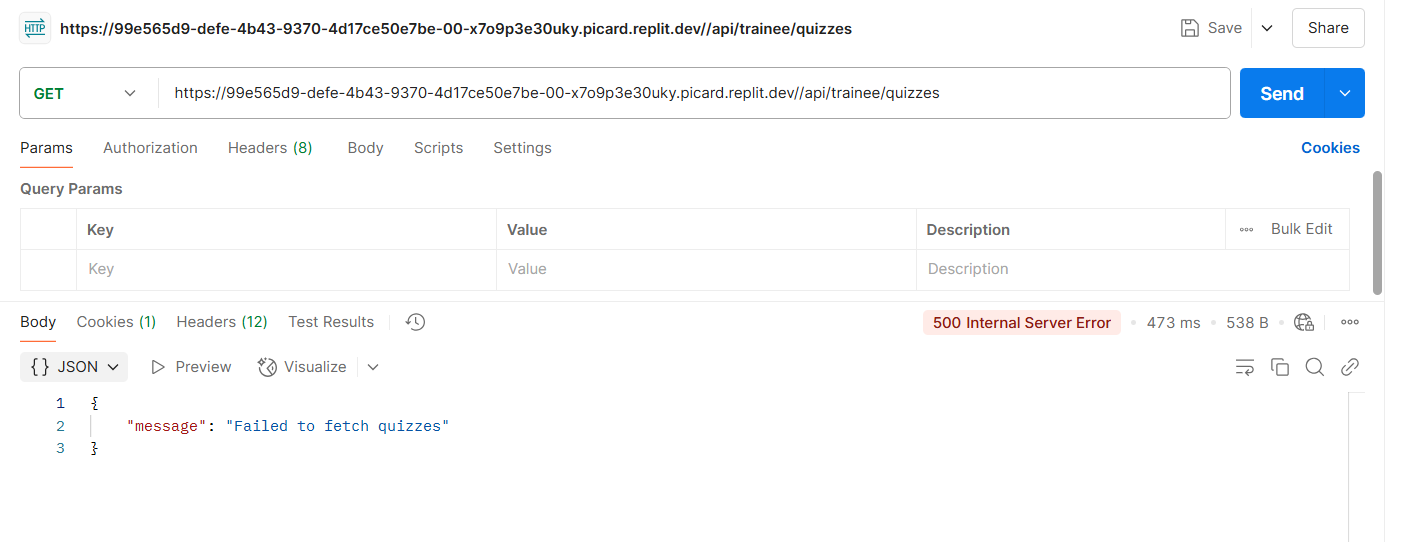 HTTP
https://99e565d9-defe-4b43-9370-4d17ce50e7be-00-x7o9p3e30uky.picard.replit.dev//api/trainee/quizzes
Save
Share
GET
https://99e565d9-defe-4b43-9370-4d17ce50e7be-00-x7o9p3e30uky.picard.replit.dev//api/trainee/quizzes
Send
Params Authorization Headers (8) Body Scripts Settings Cookies
Query Params
Key Value Description Bulk Edit
Key Value Description
Body Cookies (1) Headers (12) Test Results 500 Internal Server Error 473 ms 538 B
{} JSON Preview Visualize
1 {
2 "message": "Failed to fetch quizzes"
3 }